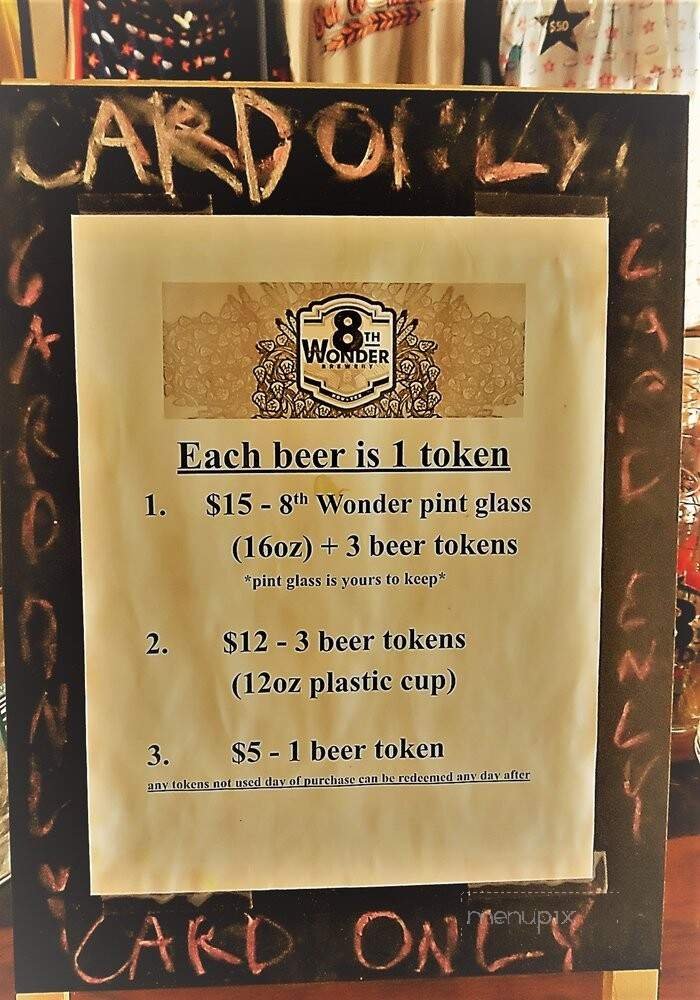 $50
CARD ONLY!
CARD ONLY
CARD ONLY
8TH
WONDER
BREWERY
Each beer is 1 token
1. $15 - 8th Wonder pint glass
(16oz) + 3 beer tokens
*pint glass is yours to keep*
2. $12 - 3 beer tokens
(12oz plastic cup)
3. $5 - 1 beer token
any tokens not used day of purchase can be redeemed any day after
menupix
CARD ONLY